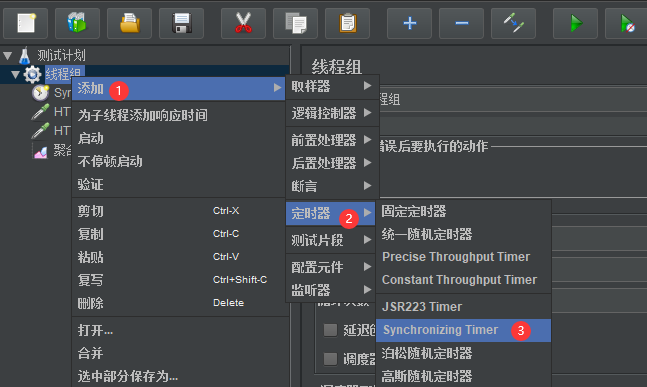 测试计划
线程组
线程组
Syn
HT
HT
聚合
添加 1
为子线程添加响应时间
启动
不停顿启动
验证
剪切 Ctrl-X
复制 Ctrl-C
粘贴 Ctrl-V
复写 Ctrl+Shift-C
删除 Delete
打开...
合并
选中部分保存为...
取样器
逻辑控制器
前置处理器
后置处理器
断言
定时器 2
测试片段
配置元件
监听器
程组
错误后要执行的动作
固定定时器
统一随机定时器
Precise Throughput Timer
Constant Throughput Timer
JSR223 Timer
Synchronizing Timer 3
泊松随机定时器
高斯随机定时器
延迟创
调度器